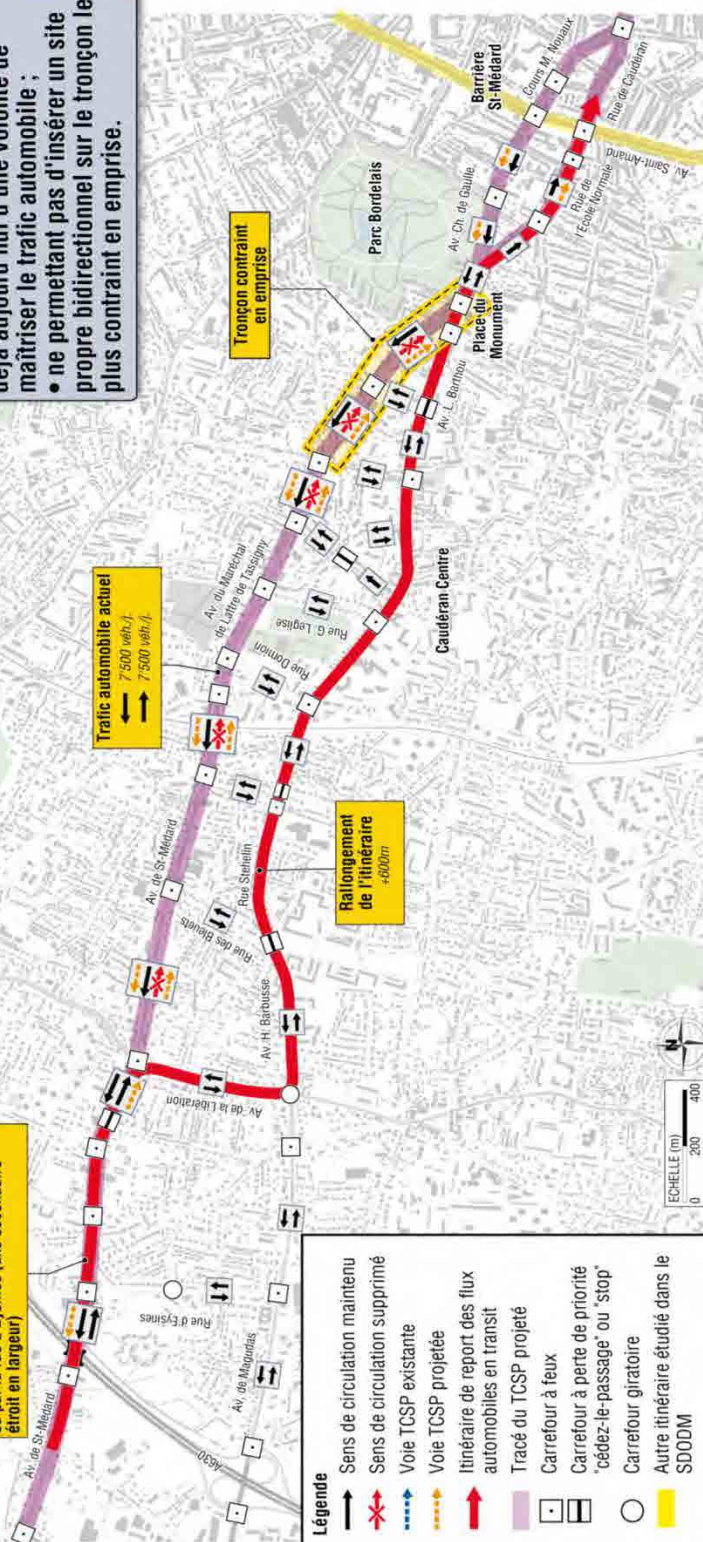 déjà aujourd'hui d'une volonté de
maîtriser le trafic automobile ;
• ne permettant pas d'insérer un site
propre bidirectionnel sur le tronçon le
plus contraint en emprise.
étroit en largeur)
Av. de St-Médard
A630
Rue d'Eysines
Av. de Magudas
Av. de la Libération
Av. H. Barbusse
Rue des Bleuets
Av. de St-Médard
Rue Stehelin
Rallongement
de l'itinéraire
+600m
Trafic automobile actuel
7'500 véh./j.
7'500 véh./j.
Av. du Maréchal
de Lattre de Tassigny
Rue Domion
Rue G. Legise
Caudéran Centre
Av. L. Barthou
Tronçon contraint
en emprise
Parc Bordelais
Place du
Monument
Av. Ch. de Gaulle
Rue de
l'Ecole Normale
Barrière
St-Médard
Cours M. Nouaux
Rue de Caudéran
Av. Saint-Amand
N
ECHELLE (m)
0 200 400
Légende
Sens de circulation maintenu
Sens de circulation supprimé
Voie TCSP existante
Voie TCSP projetée
Itinéraire de report des flux
automobiles en transit
Tracé du TCSP projeté
Carrefour à feux
Carrefour à perte de priorité
"cédez-le-passage" ou "stop"
Carrefour giratoire
Autre itinéraire étudié dans le
SDODM